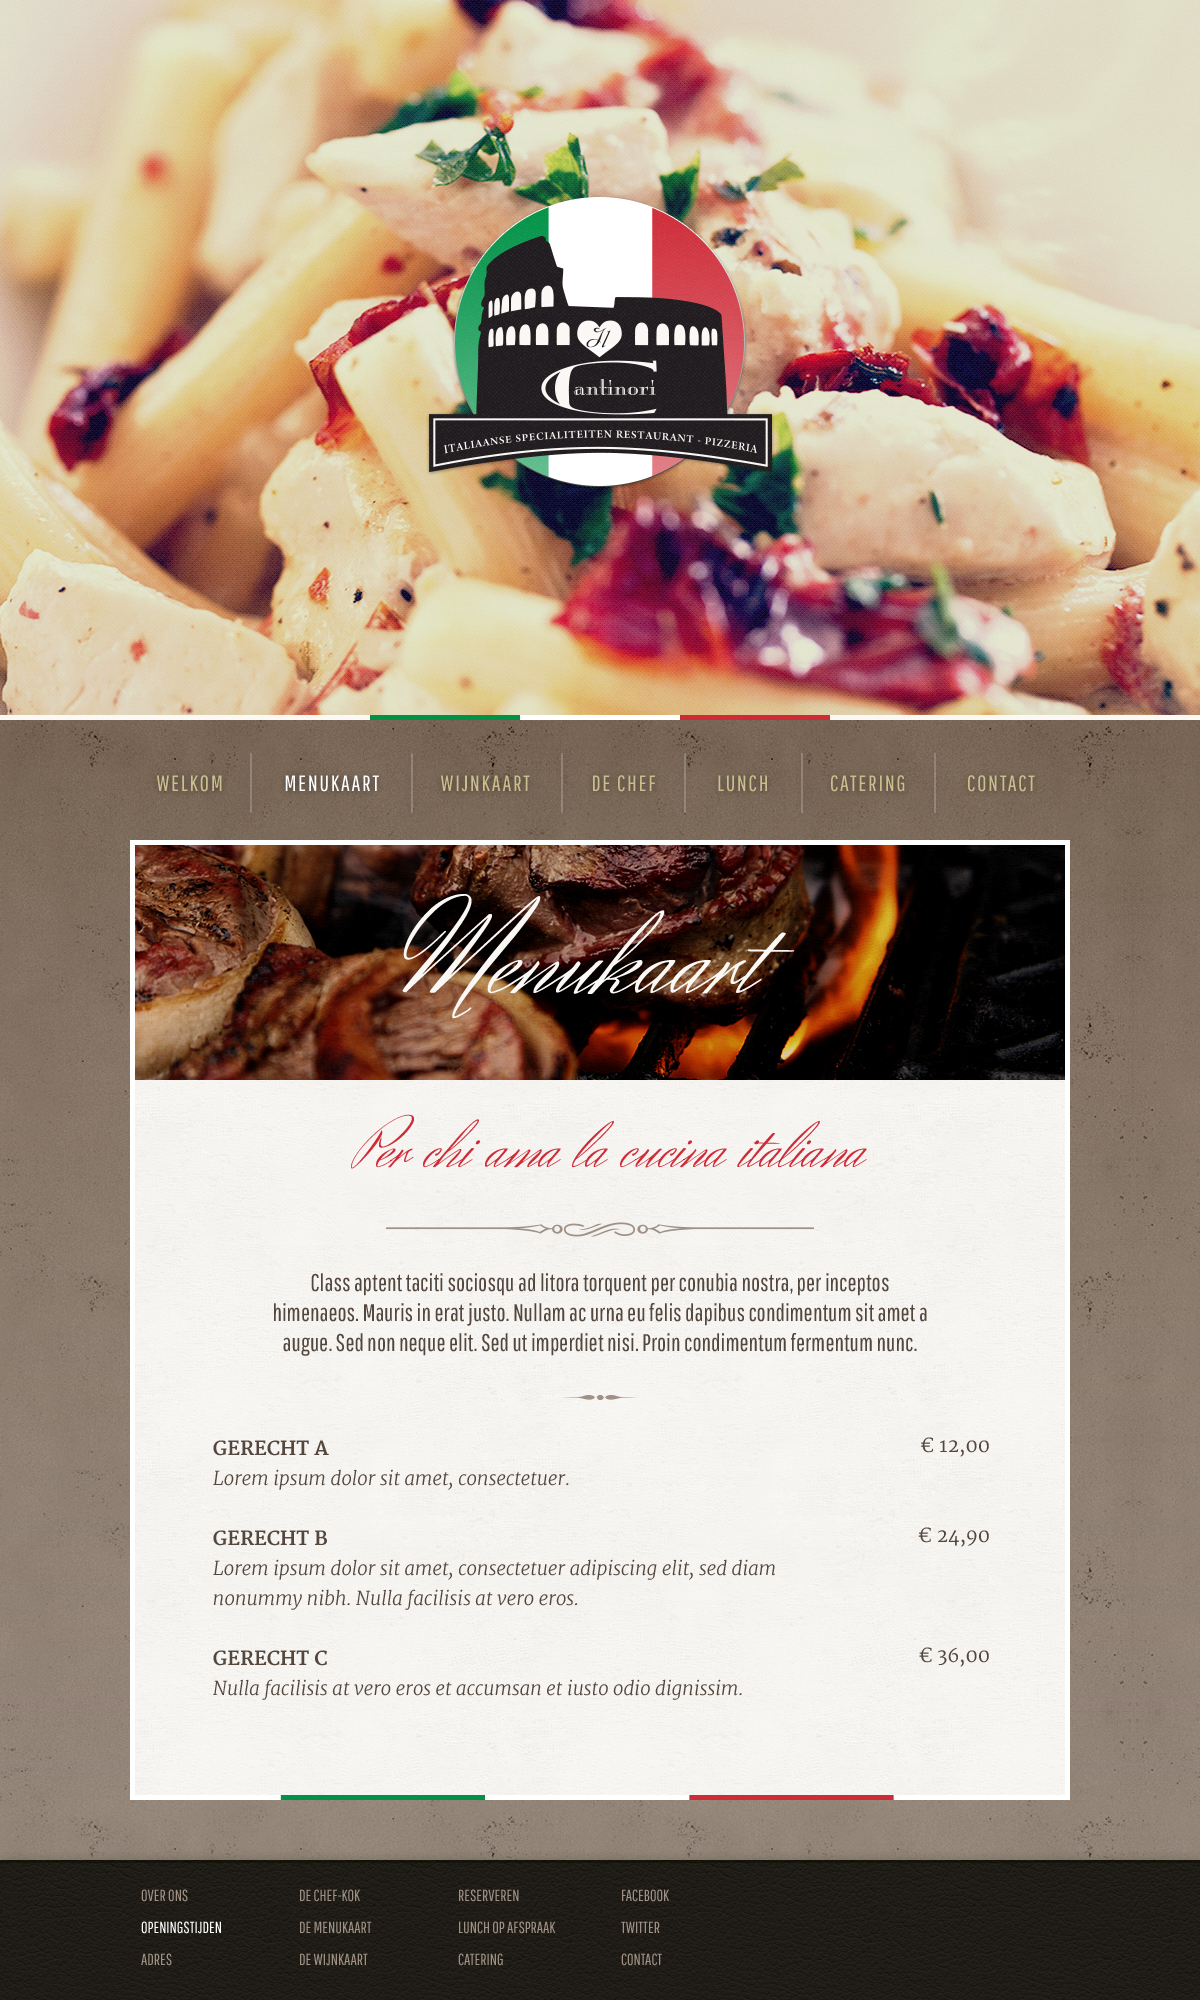 Il
Cantinori
ITALIAANSE SPECIALITEITEN RESTAURANT - PIZZERIA
WELKOM
MENUKAART
WIJNKAART
DE CHEF
LUNCH
CATERING
CONTACT
Menukaart
Per chi ama la cucina italiana
Class aptent taciti sociosqu ad litora torquent per conubia nostra, per inceptos
himenaeos. Mauris in erat justo. Nullam ac urna eu felis dapibus condimentum sit amet a
augue. Sed non neque elit. Sed ut imperdiet nisi. Proin condimentum fermentum nunc.
GERECHT A € 12,00
Lorem ipsum dolor sit amet, consectetuer.
GERECHT B € 24,90
Lorem ipsum dolor sit amet, consectetuer adipiscing elit, sed diam
nonummy nibh. Nulla facilisis at vero eros.
GERECHT C € 36,00
Nulla facilisis at vero eros et accumsan et iusto odio dignissim.
OVER ONS
OPENINGSTIJDEN
ADRES
DE CHEF-KOK
DE MENUKAART
DE WIJNKAART
RESERVEREN
LUNCH OP AFSPRAAK
CATERING
FACEBOOK
TWITTER
CONTACT